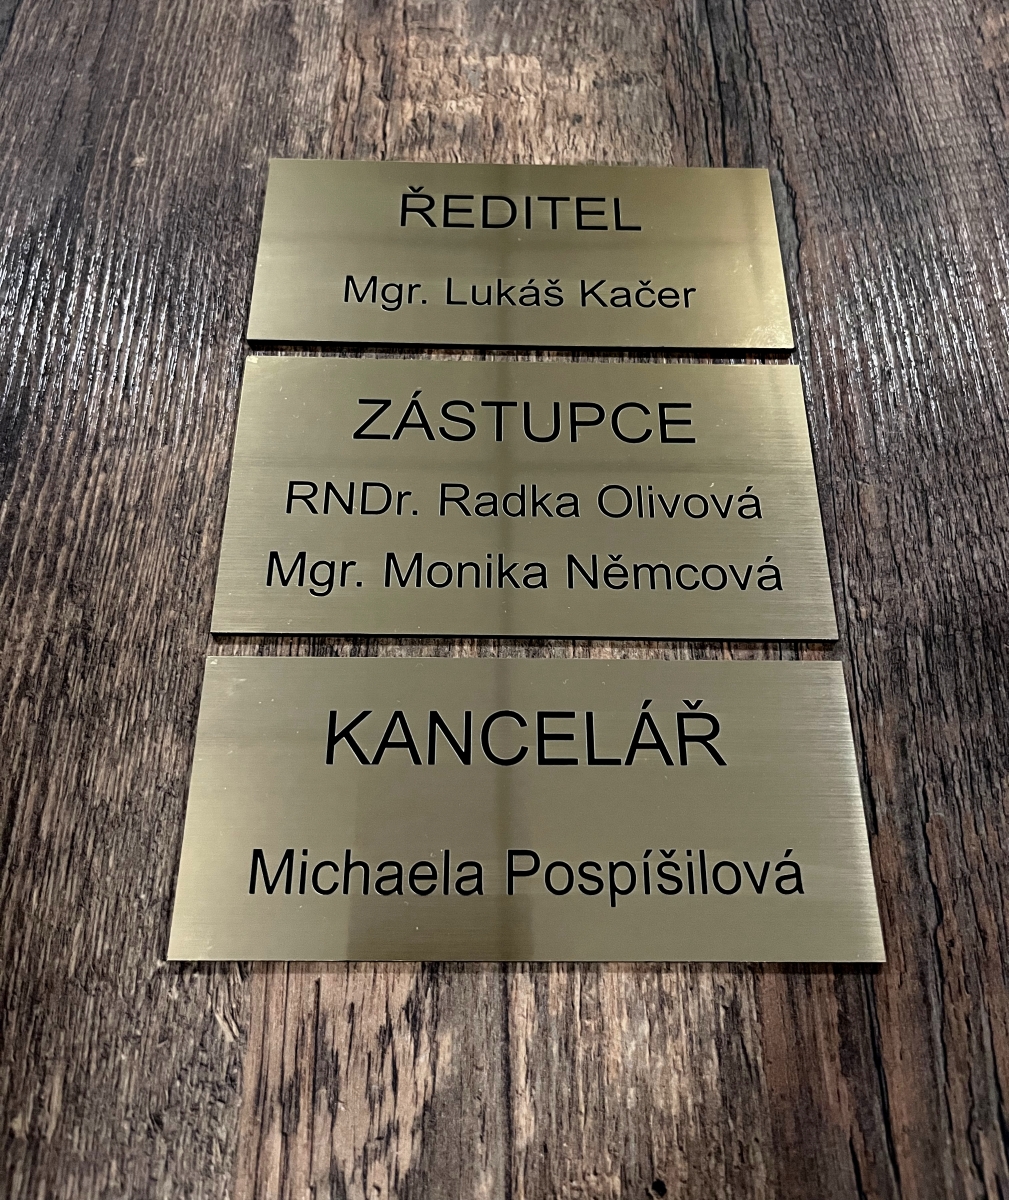 ŘEDITEL
Mgr. Lukáš Kačer
ZÁSTUPCE
RNDr. Radka Olivová
Mgr. Monika Němcová
KANCELÁŘ
Michaela Pospíšilová